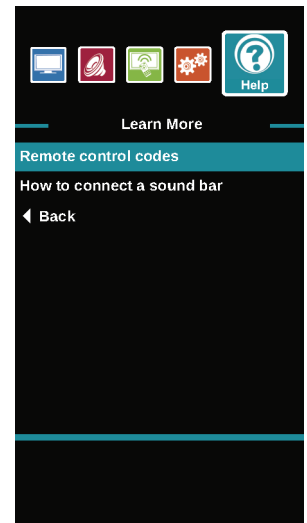 Help
Learn More
Remote control codes
How to connect a sound bar
Back